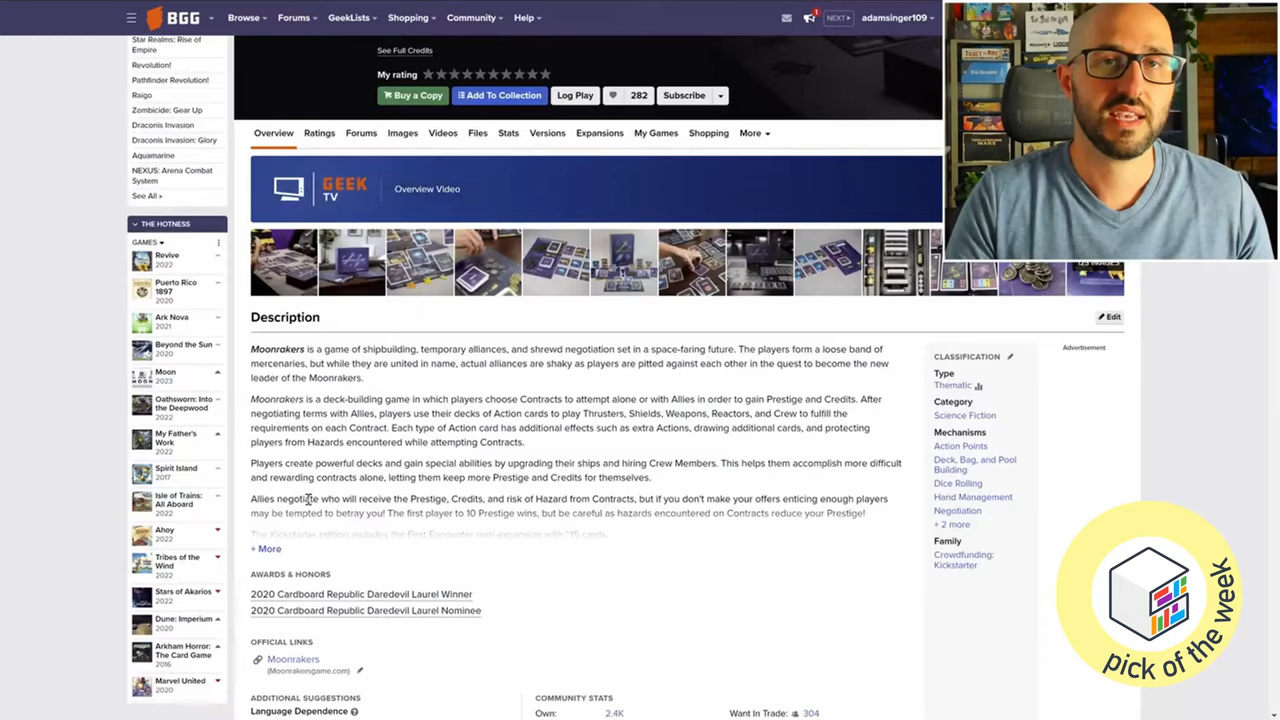 BGG
Browse
Forums
GeekLists
Shopping
Community
Help
1
NEXT
adamsinger109
Star Realms: Rise of
Empire
Revolution!
Pathfinder Revolution!
Raigo
Zombicide: Gear Up
Draconis Invasion
Draconis Invasion: Glory
Aquamarine
NEXUS: Arena Combat
System
See All »
THE HOTNESS
GAMES
Revive
2022
Puerto Rico
1897
2020
Ark Nova
2021
Beyond the Sun
2020
Moon
2023
Oathsworn: Into
the Deepwood
2022
My Father's
Work
2022
Spirit Island
2017
Isle of Trains:
All Aboard
2022
Ahoy
2022
Tribes of the
Wind
2022
Stars of Akarios
2022
Dune: Imperium
2020
Arkham Horror:
The Card Game
2016
Marvel United
2020
See Full Credits
My rating
Buy a Copy
Add To Collection
Log Play
282
Subscribe
Overview
Ratings
Forums
Images
Videos
Files
Stats
Versions
Expansions
My Games
Shopping
More
GEEK
TV
Overview Video
Description
Edit
Moonrakers is a game of shipbuilding, temporary alliances, and shrewd negotiation set in a space-faring future. The players form a loose band of
mercenaries, but while they are united in name, actual alliances are shaky as players are pitted against each other in the quest to become the new
leader of the Moonrakers.
Moonrakers is a deck-building game in which players choose Contracts to attempt alone or with Allies in order to gain Prestige and Credits. After
negotiating terms with Allies, players use their decks of Action cards to play Thrusters, Shields, Weapons, Reactors, and Crew to fulfill the
requirements on each Contract. Each type of Action card has additional effects such as extra Actions, drawing additional cards, and protecting
players from Hazards encountered while attempting Contracts.
Players create powerful decks and gain special abilities by upgrading their ships and hiring Crew Members. This helps them accomplish more difficult
and rewarding contracts alone, letting them keep more Prestige and Credits for themselves.
Allies negotiate who will receive the Prestige, Credits, and risk of Hazard from Contracts, but if you don't make your offers enticing enough players
may be tempted to betray you! The first player to 10 Prestige wins, but be careful as hazards encountered on Contracts reduce your Prestige!
The Kickstarter edition includes the First Encounter mini-expansion with ~15 cards.
+ More
AWARDS & HONORS
2020 Cardboard Republic Daredevil Laurel Winner
2020 Cardboard Republic Daredevil Laurel Nominee
OFFICIAL LINKS
Moonrakers
(Moonrakersgame.com)
ADDITIONAL SUGGESTIONS
Language Dependence
COMMUNITY STATS
Own: 2.4K
Want In Trade: 304
CLASSIFICATION
Type
Thematic
Category
Science Fiction
Mechanisms
Action Points
Deck, Bag, and Pool
Building
Dice Rolling
Hand Management
Negotiation
+ 2 more
Family
Crowdfunding:
Kickstarter
Advertisement
pick of the week